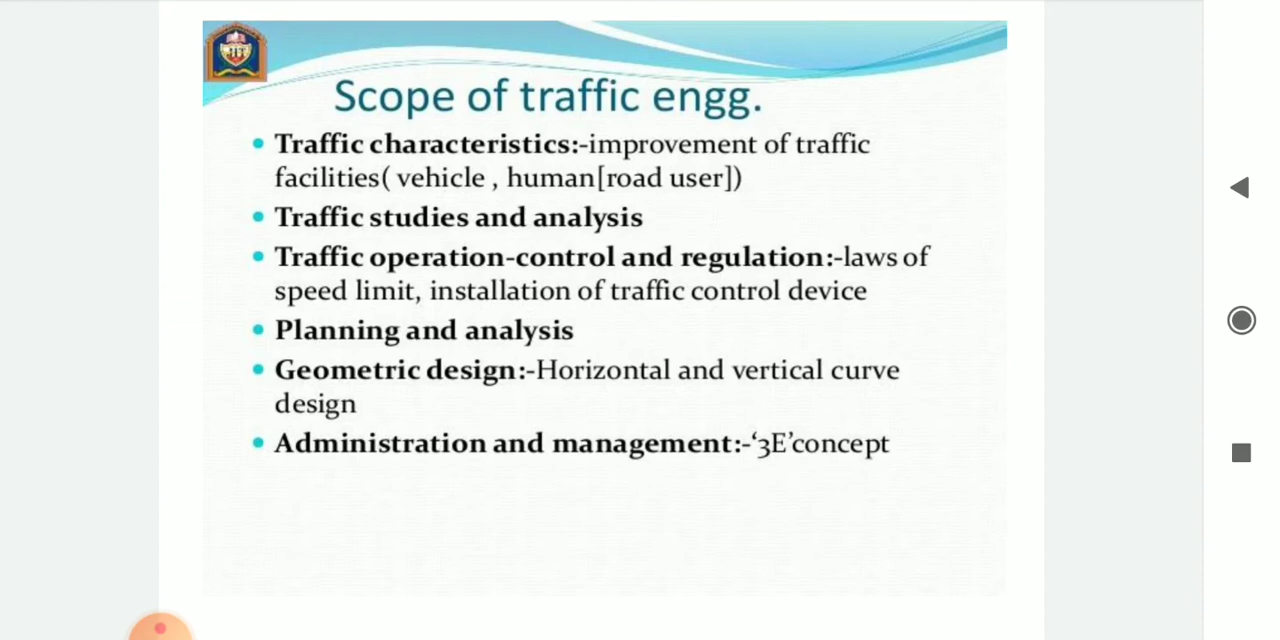 Scope of traffic engg.
• Traffic characteristics:-improvement of traffic
facilities( vehicle , human[road user])
• Traffic studies and analysis
• Traffic operation-control and regulation:-laws of
speed limit, installation of traffic control device
• Planning and analysis
• Geometric design:-Horizontal and vertical curve
design
• Administration and management:-‘3E’concept